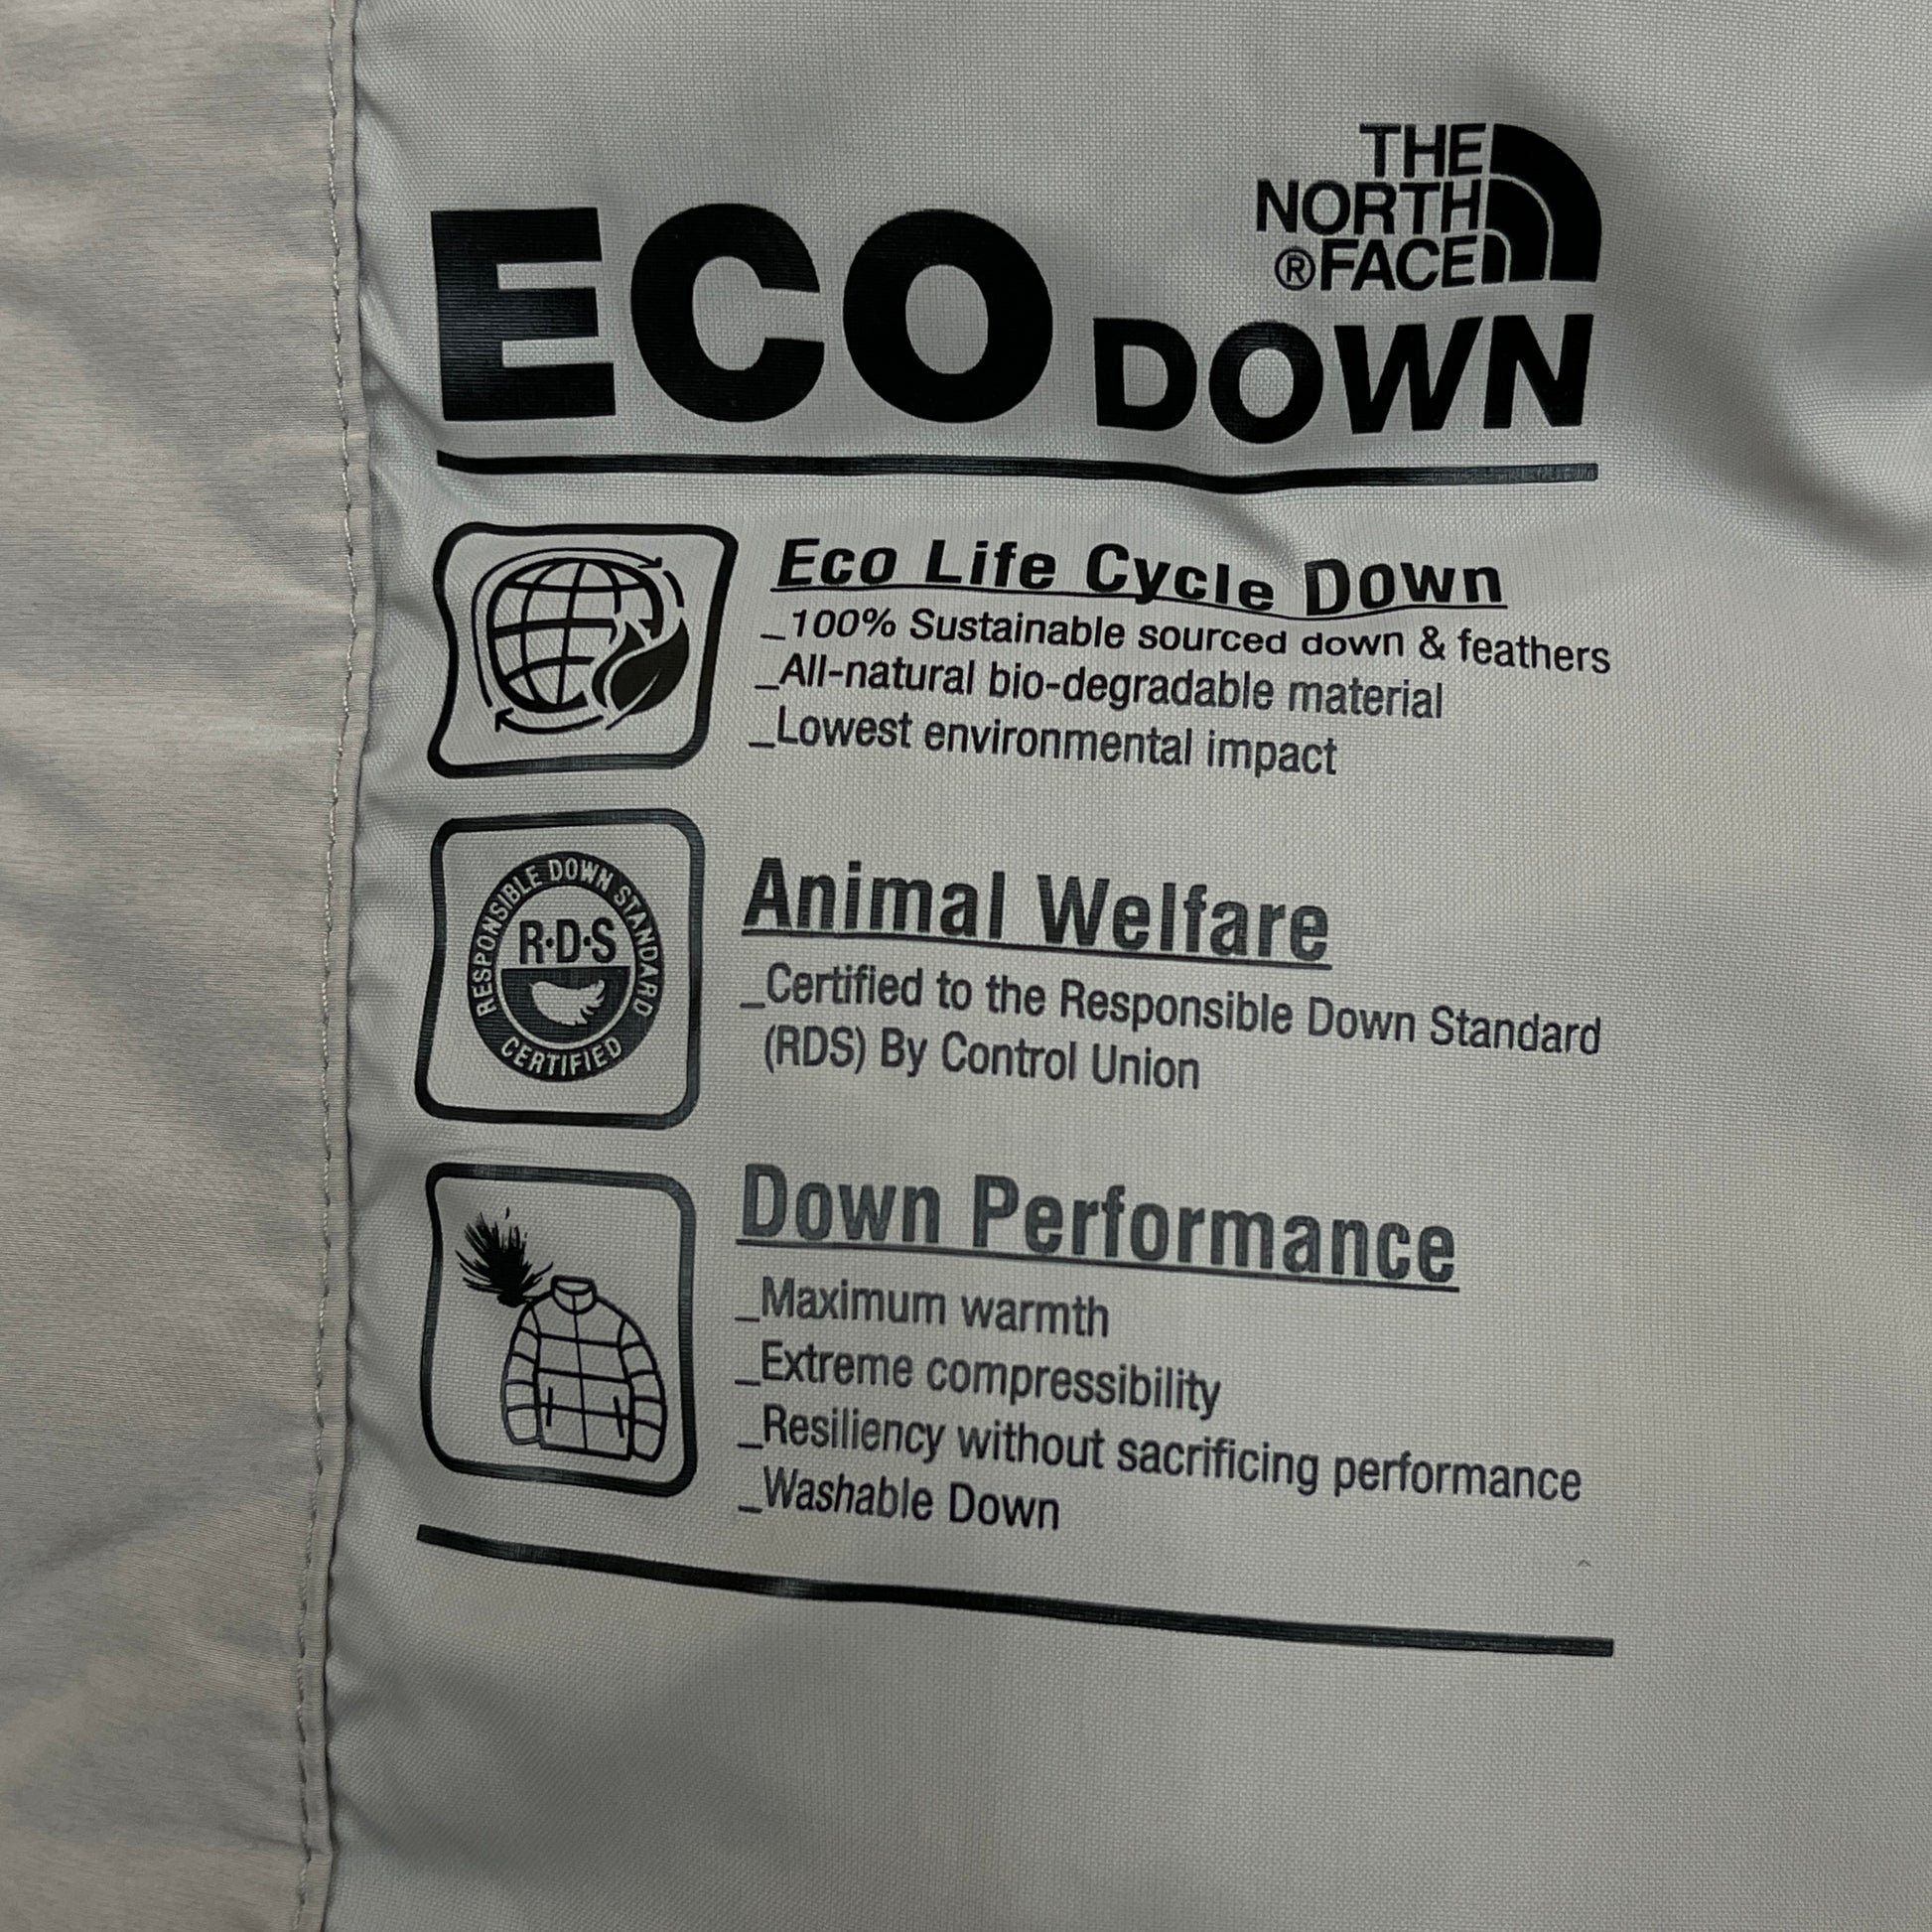 THE
NORTH
®FACE
ECO DOWN
Eco Life Cycle Down
_100% Sustainable sourced down & feathers
_All-natural bio-degradable material
_Lowest environmental impact
RESPONSIBLE DOWN STANDARD
R·D·S
CERTIFIED
Animal Welfare
_Certified to the Responsible Down Standard
(RDS) By Control Union
Down Performance
_Maximum warmth
_Extreme compressibility
_Resiliency without sacrificing performance
_Washable Down